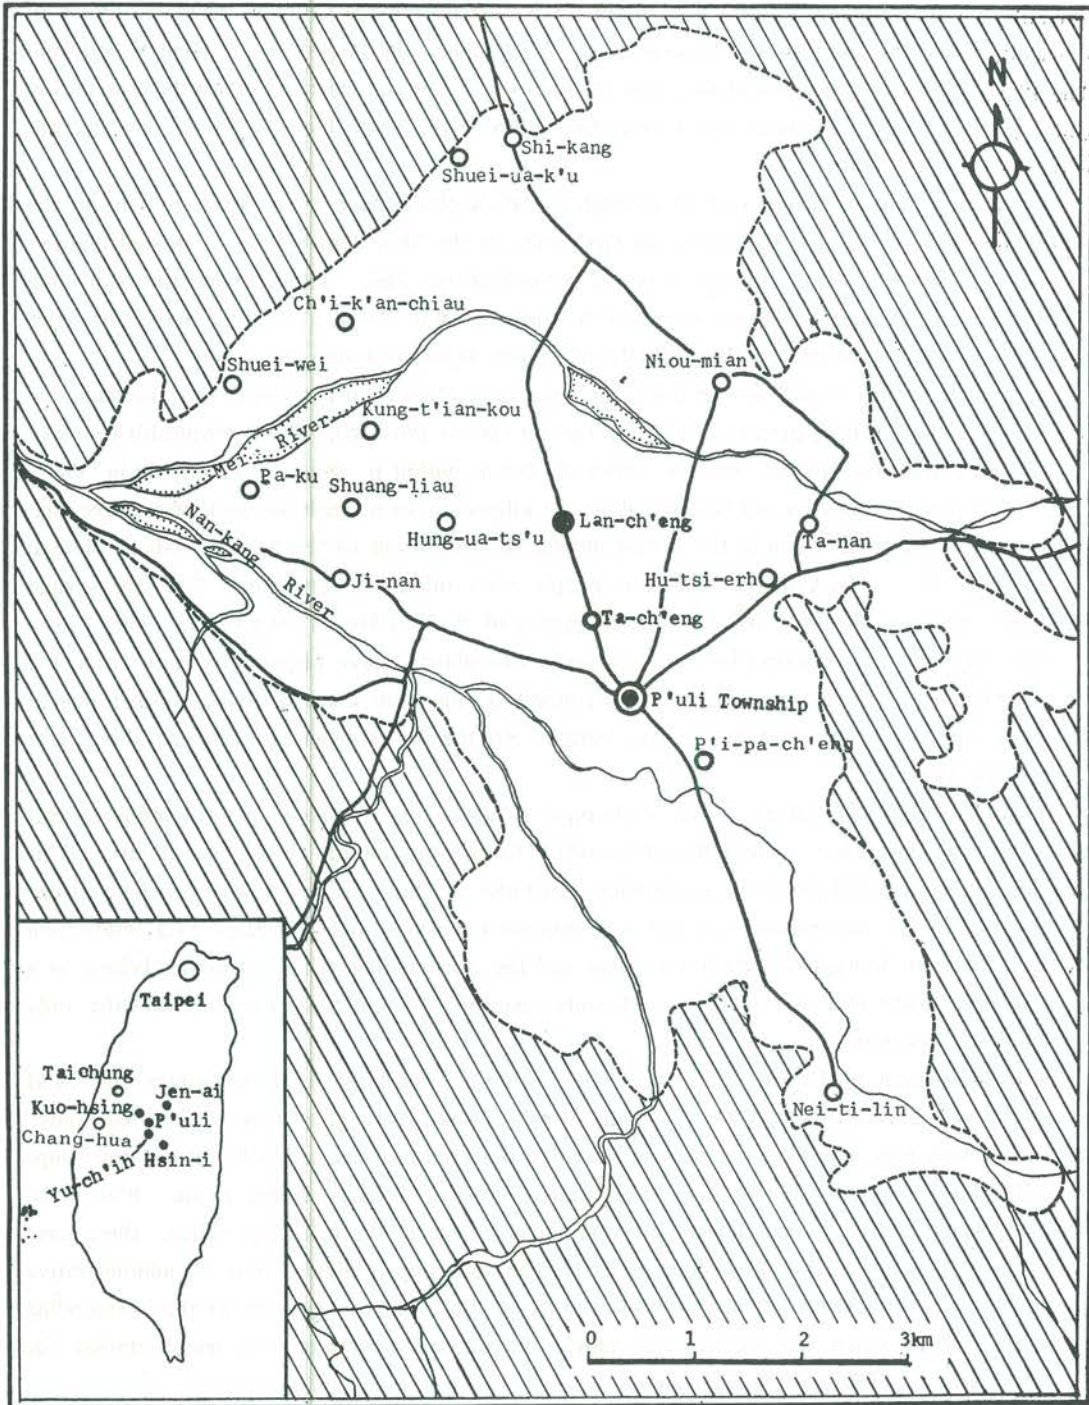 N
Shi-kang
Shuei-ua-k'u
Ch'i-k'an-chiau
Shuei-wei
Niou-mian
Kung-t'ian-kou
Mei River
Pa-ku
Shuang-liau
Nan-kang River
Hung-ua-ts'u
Lan-ch'eng
Ta-nan
Ji-nan
Hu-tsi-erh
Ta-ch'eng
P'uli Township
P'i-pa-ch'eng
Nei-ti-lin
Taipei
Taichung
Jen-ai
Kuo-hsing
P'uli
Chang-hua
Hsin-i
Yu-ch'ih
0 1 2 3km